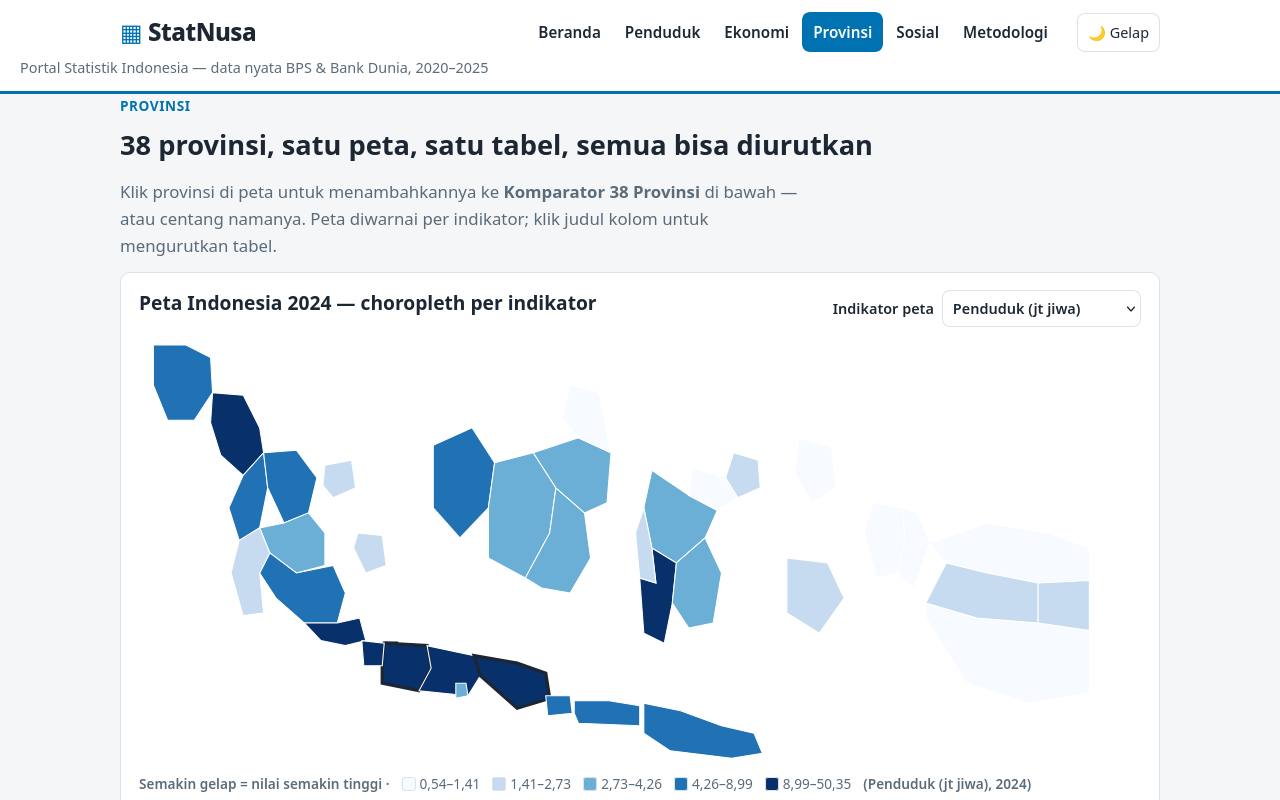 ▦ StatNusa
Beranda Penduduk Ekonomi Provinsi Sosial Metodologi 🌙 Gelap
Portal Statistik Indonesia — data nyata BPS & Bank Dunia, 2020–2025
PROVINSI
38 provinsi, satu peta, satu tabel, semua bisa diurutkan
Klik provinsi di peta untuk menambahkannya ke Komparator 38 Provinsi di bawah —
atau centang namanya. Peta diwarnai per indikator; klik judul kolom untuk
mengurutkan tabel.
Peta Indonesia 2024 — choropleth per indikator
Indikator peta Penduduk (jt jiwa)
Semakin gelap = nilai semakin tinggi · 0,54–1,41 1,41–2,73 2,73–4,26 4,26–8,99 8,99–50,35 (Penduduk (jt jiwa), 2024)